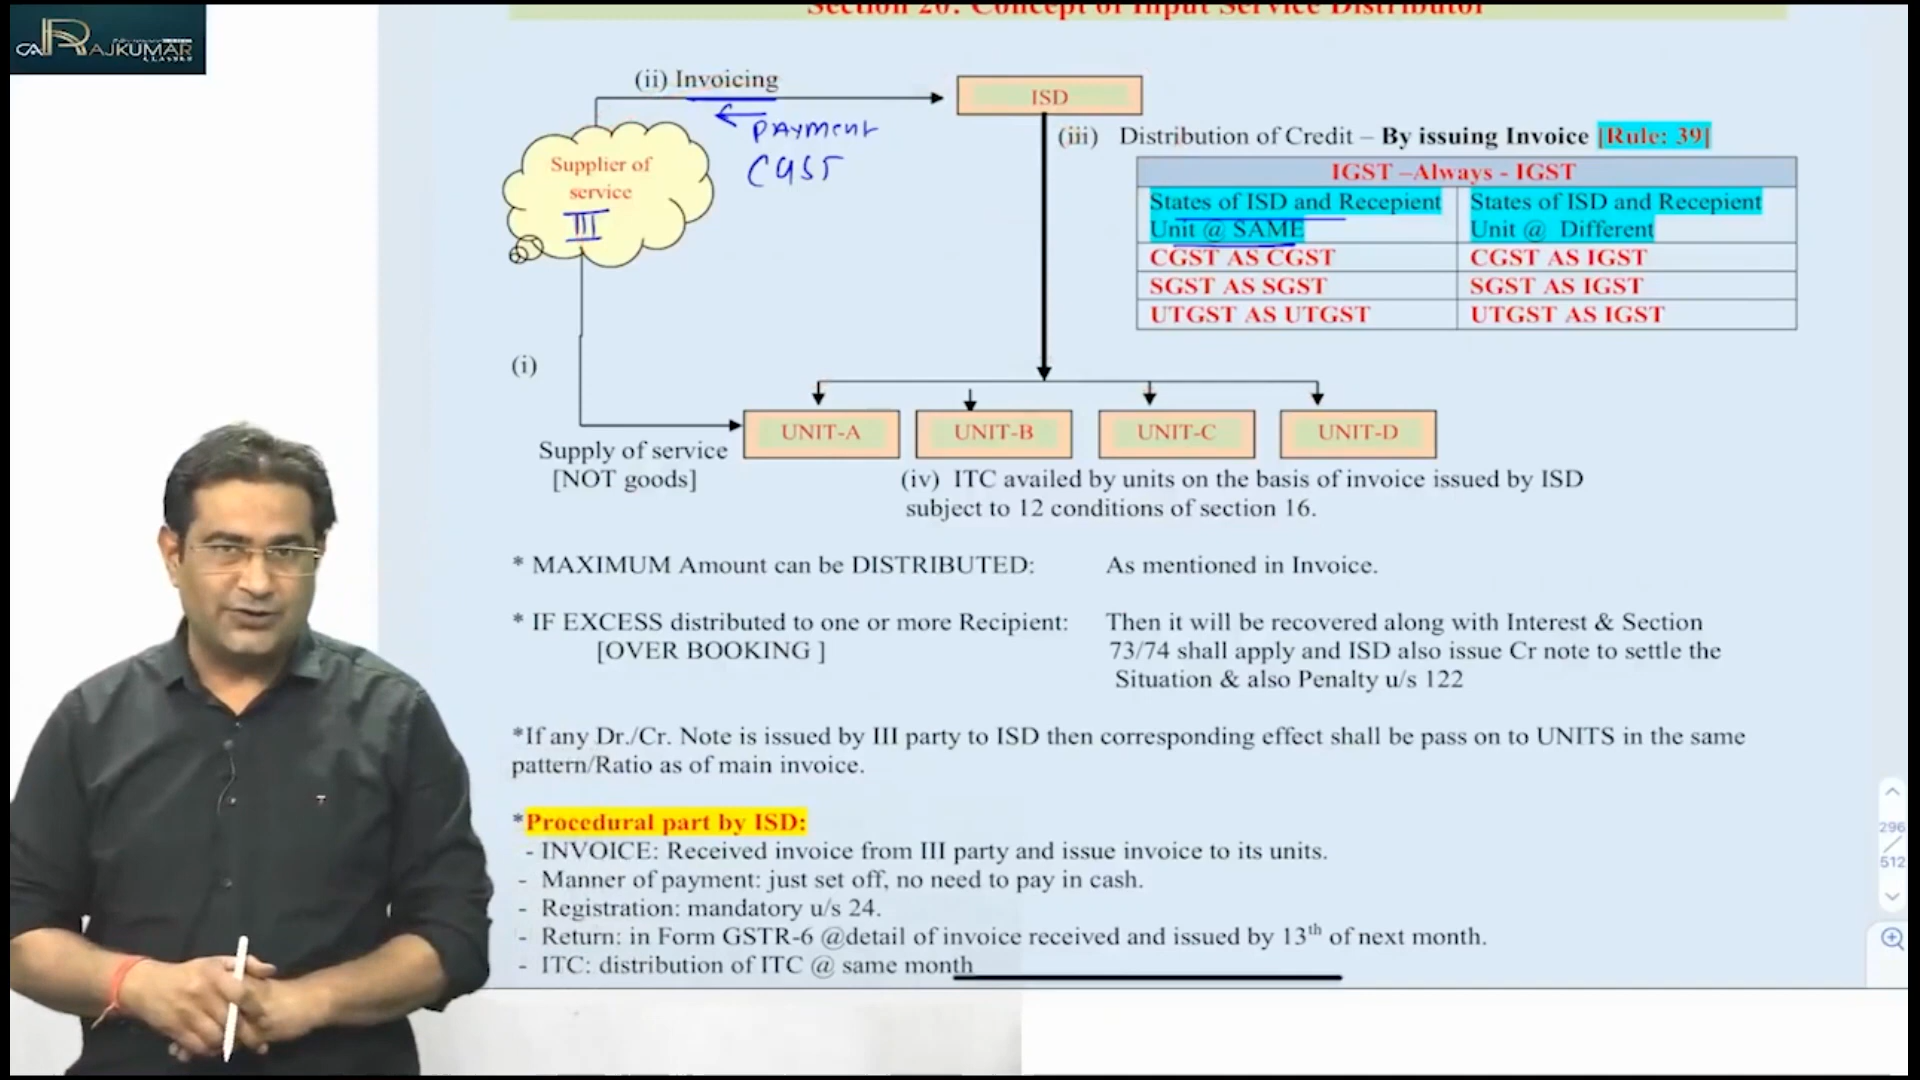 CA RAJKUMAR
CLASSES
Section 20: Concept of Input Service Distributor
(ii) Invoicing
ISD
PAYMENT
CAST
Supplier of
service
III
(iii) Distribution of Credit – By issuing Invoice [Rule: 39]
IGST –Always - IGST
States of ISD and Recepient Unit @ SAME
States of ISD and Recepient Unit @ Different
CGST AS CGST
CGST AS IGST
SGST AS SGST
SGST AS IGST
UTGST AS UTGST
UTGST AS IGST
(i)
UNIT-A
UNIT-B
UNIT-C
UNIT-D
Supply of service
[NOT goods]
(iv) ITC availed by units on the basis of invoice issued by ISD
subject to 12 conditions of section 16.
* MAXIMUM Amount can be DISTRIBUTED: As mentioned in Invoice.
* IF EXCESS distributed to one or more Recipient: Then it will be recovered along with Interest & Section
[OVER BOOKING ] 73/74 shall apply and ISD also issue Cr note to settle the
Situation & also Penalty u/s 122
*If any Dr./Cr. Note is issued by III party to ISD then corresponding effect shall be pass on to UNITS in the same
pattern/Ratio as of main invoice.
*Procedural part by ISD:
- INVOICE: Received invoice from III party and issue invoice to its units.
- Manner of payment: just set off, no need to pay in cash.
- Registration: mandatory u/s 24.
- Return: in Form GSTR-6 @detail of invoice received and issued by 13th of next month.
- ITC: distribution of ITC @ same month
296
/
512